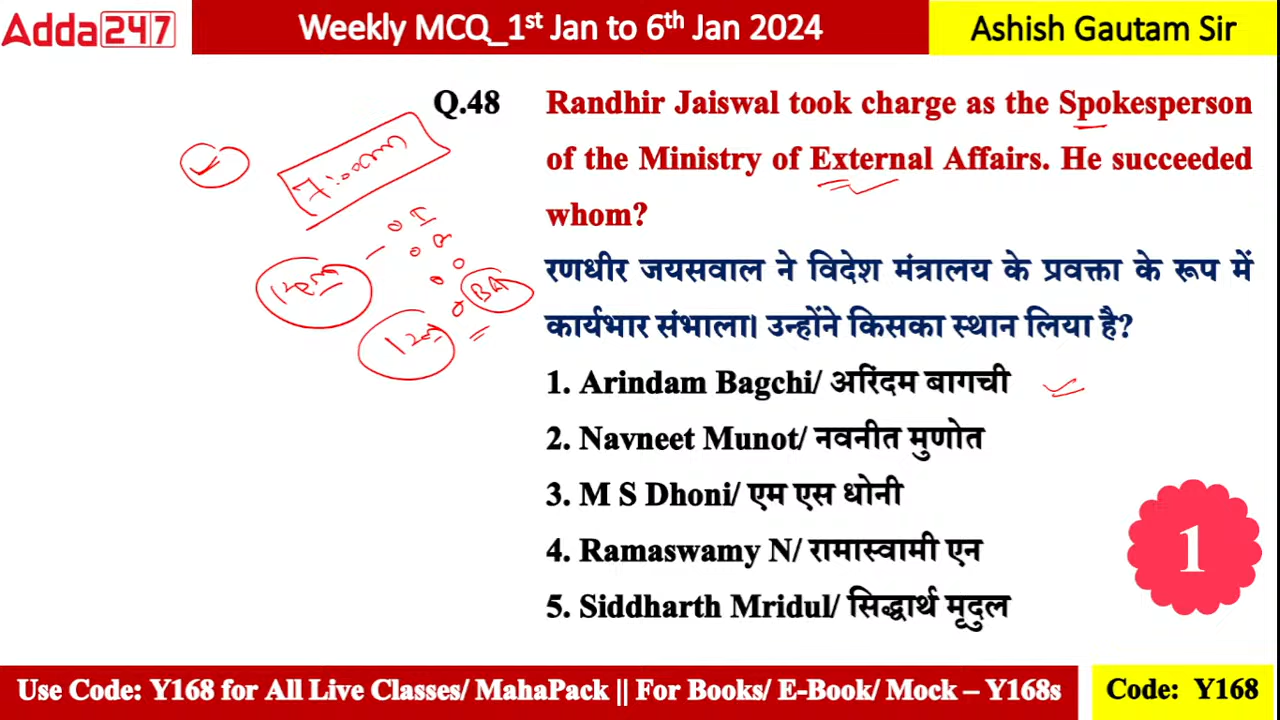 Adda247
Weekly MCQ_1st Jan to 6th Jan 2024
Ashish Gautam Sir
Q.48
Randhir Jaiswal took charge as the Spokesperson
of the Ministry of External Affairs. He succeeded
whom?
रणधीर जयसवाल ने विदेश मंत्रालय के प्रवक्ता के रूप में
कार्यभार संभाला। उन्होंने किसका स्थान लिया है?
1. Arindam Bagchi/ अरिंदम बागची
2. Navneet Munot/ नवनीत मुणोत
3. M S Dhoni/ एम एस धोनी
4. Ramaswamy N/ रामास्वामी एन
5. Siddharth Mridul/ सिद्धार्थ मृदुल
7:00am
1
Use Code: Y168 for All Live Classes/ MahaPack || For Books/ E-Book/ Mock – Y168s
Code: Y168